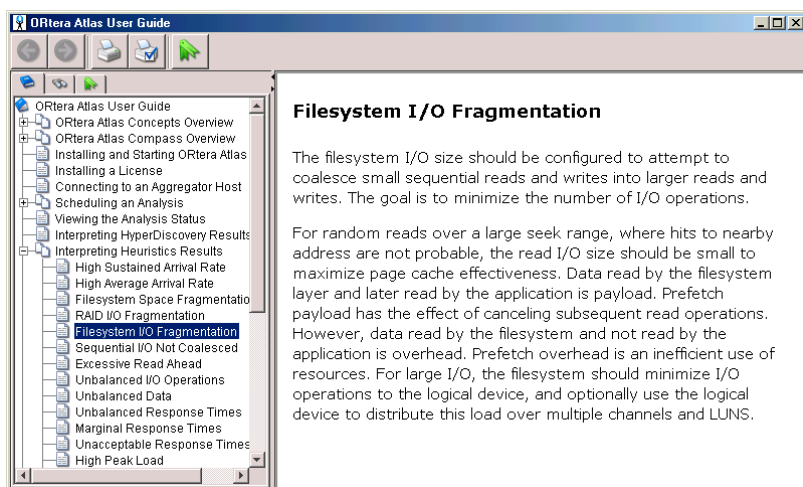 ORtera Atlas User Guide
ORtera Atlas User Guide
ORtera Atlas Concepts Overview
ORtera Atlas Compass Overview
Installing and Starting ORtera Atlas
Installing a License
Connecting to an Aggregator Host
Scheduling an Analysis
Viewing the Analysis Status
Interpreting HyperDiscovery Results
Interpreting Heuristics Results
High Sustained Arrival Rate
High Average Arrival Rate
Filesystem Space Fragmentatio
RAID I/O Fragmentation
Filesystem I/O Fragmentation
Sequential I/O Not Coalesced
Excessive Read Ahead
Unbalanced I/O Operations
Unbalanced Data
Unbalanced Response Times
Marginal Response Times
Unacceptable Response Times
High Peak Load
Filesystem I/O Fragmentation
The filesystem I/O size should be configured to attempt to
coalesce small sequential reads and writes into larger reads and
writes. The goal is to minimize the number of I/O operations.
For random reads over a large seek range, where hits to nearby
address are not probable, the read I/O size should be small to
maximize page cache effectiveness. Data read by the filesystem
layer and later read by the application is payload. Prefetch
payload has the effect of canceling subsequent read operations.
However, data read by the filesystem and not read by the
application is overhead. Prefetch overhead is an inefficient use of
resources. For large I/O, the filesystem should minimize I/O
operations to the logical device, and optionally use the logical
device to distribute this load over multiple channels and LUNS.